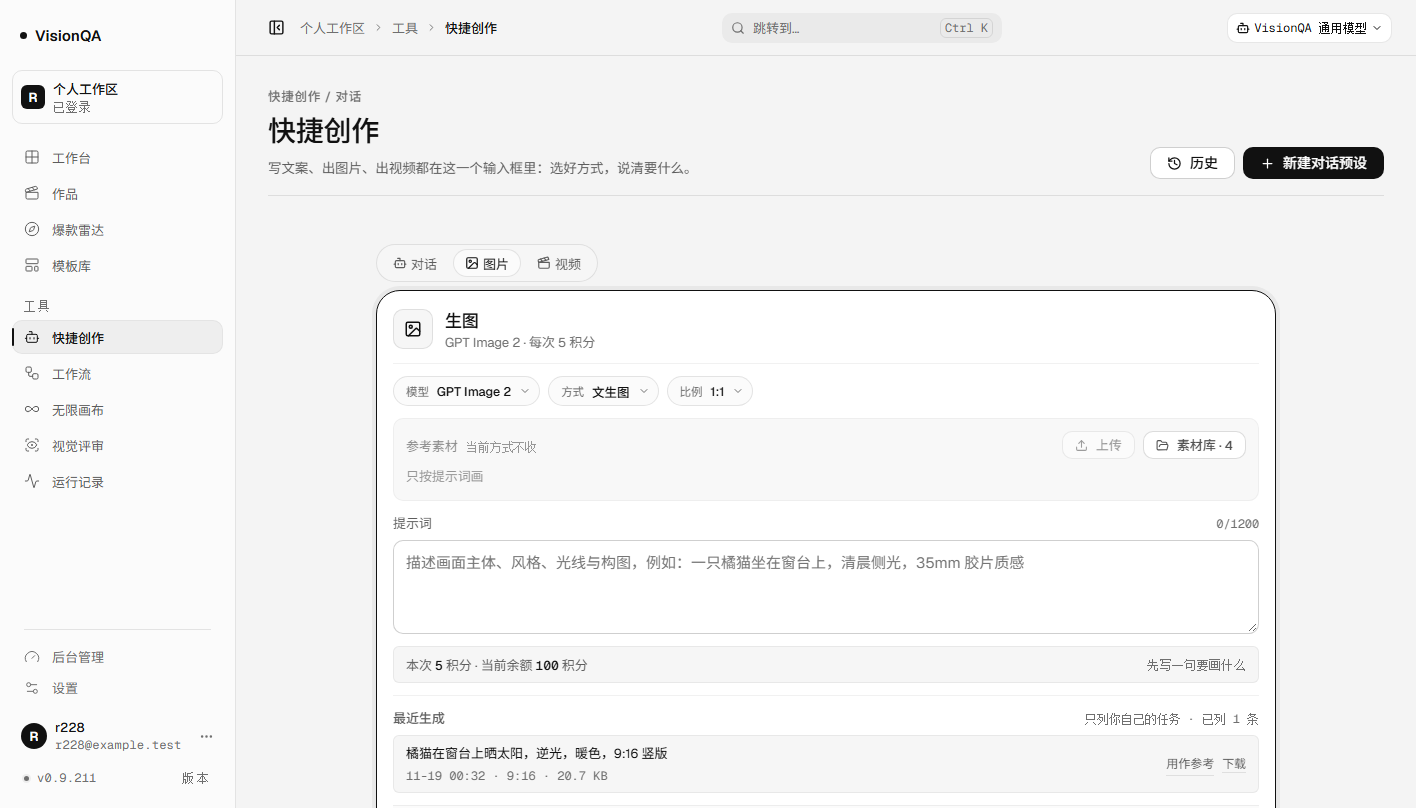 VisionQA
R
个人工作区
已登录
工作台
作品
爆款雷达
模板库
工具
快捷创作
工作流
无限画布
视觉评审
运行记录
后台管理
设置
R
r228
r228@example.test
v0.9.211 版本
个人工作区 工具 快捷创作
跳转到… Ctrl K
VisionQA 通用模型
快捷创作 / 对话
快捷创作
写文案、出图片、出视频都在这一个输入框里：选好方式，说清要什么。
历史 新建对话预设
对话 图片 视频
生图
GPT Image 2 · 每次 5 积分
模型 GPT Image 2 方式 文生图 比例 1:1
参考素材 当前方式不收 上传 素材库 · 4
只按提示词画
提示词 0/1200
描述画面主体、风格、光线与构图，例如：一只橘猫坐在窗台上，清晨侧光，35mm 胶片质感
本次 5 积分 · 当前余额 100 积分 先写一句要画什么
最近生成 只列你自己的任务 · 已列 1 条
橘猫在窗台上晒太阳，逆光，暖色，9:16 竖版
11-19 00:32 · 9:16 · 20.7 KB
用作参考 下载